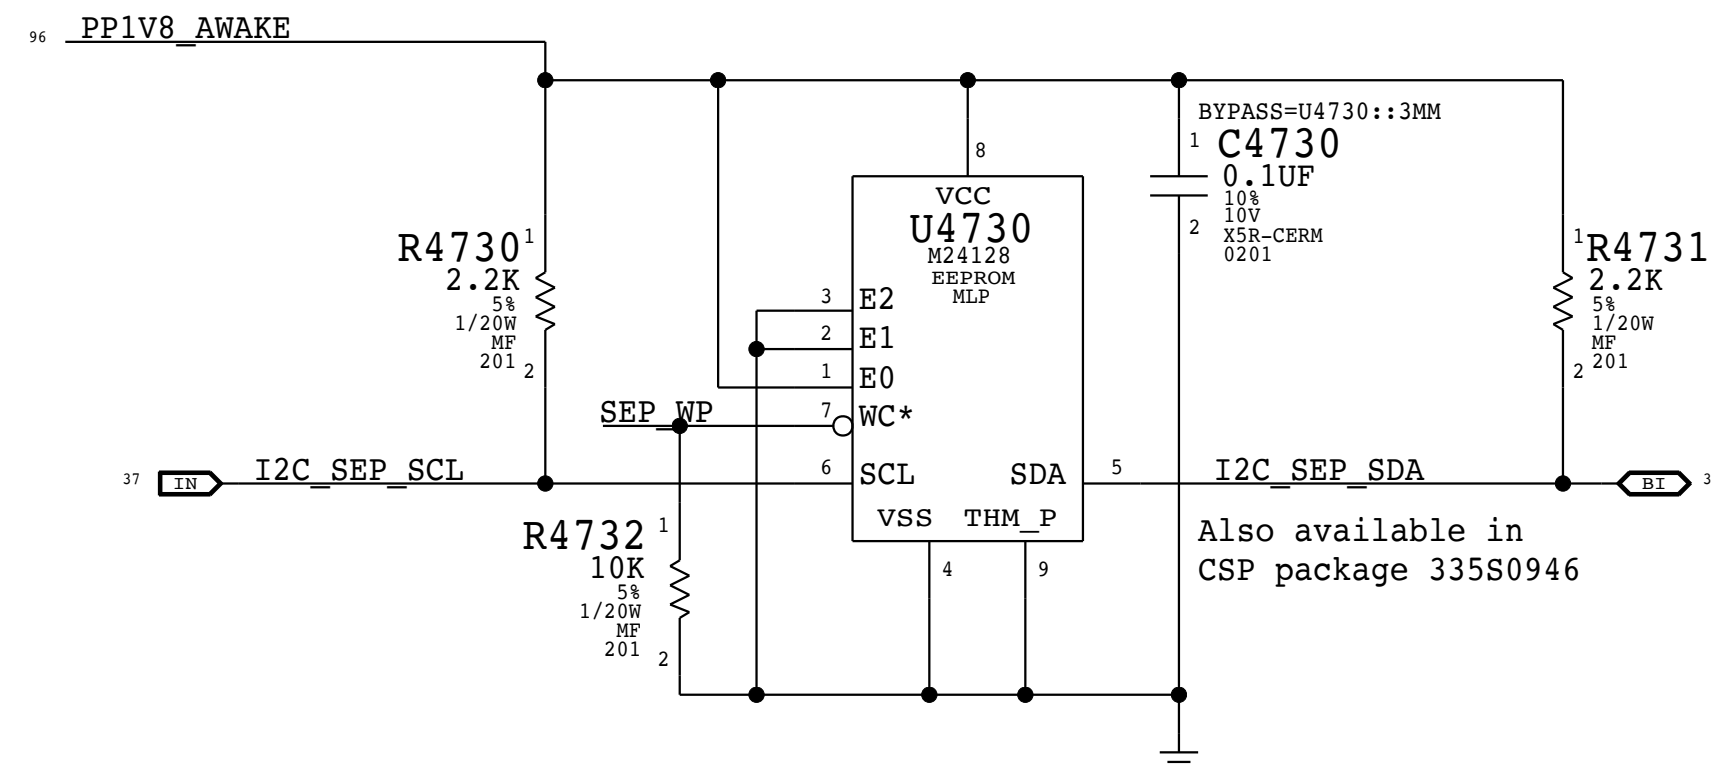 96 PP1V8_AWAKE
BYPASS=U4730::3MM
1 C4730
0.1UF
10%
10V
X5R-CERM
0201
2
8
VCC
U4730
M24128
EEPROM
MLP
R4730 1
2.2K
5%
1/20W
MF
201
2
1 R4731
2.2K
5%
1/20W
MF
201
2
3 E2
2 E1
1 E0
SEP_WP 7 WC*
37 IN I2C_SEP_SCL 6 SCL
SDA 5 I2C_SEP_SDA BI 3
VSS THM_P
4 9
R4732 1
10K
5%
1/20W
MF
201
2
Also available in
CSP package 335S0946